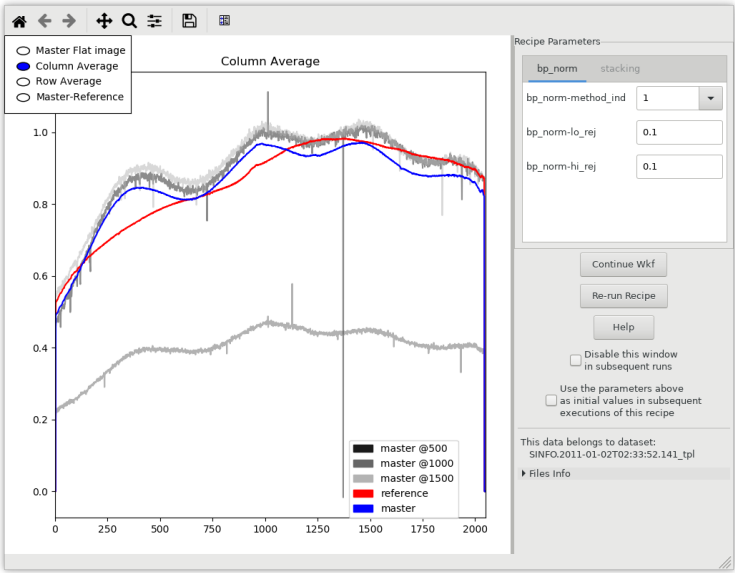 Master Flat image
Column Average
Row Average
Master-Reference
Column Average
1.0
0.8
0.6
0.4
0.2
0.0
0
250
500
750
1000
1250
1500
1750
2000
master @500
master @1000
master @1500
reference
master
Recipe Parameters
bp_norm
stacking
bp_norm-method_ind
1
bp_norm-lo_rej
0.1
bp_norm-hi_rej
0.1
Continue Wkf
Re-run Recipe
Help
Disable this window
in subsequent runs
Use the parameters above
as initial values in subsequent
executions of this recipe
This data belongs to dataset:
SINFO.2011-01-02T02:33:52.141_tpl
Files Info